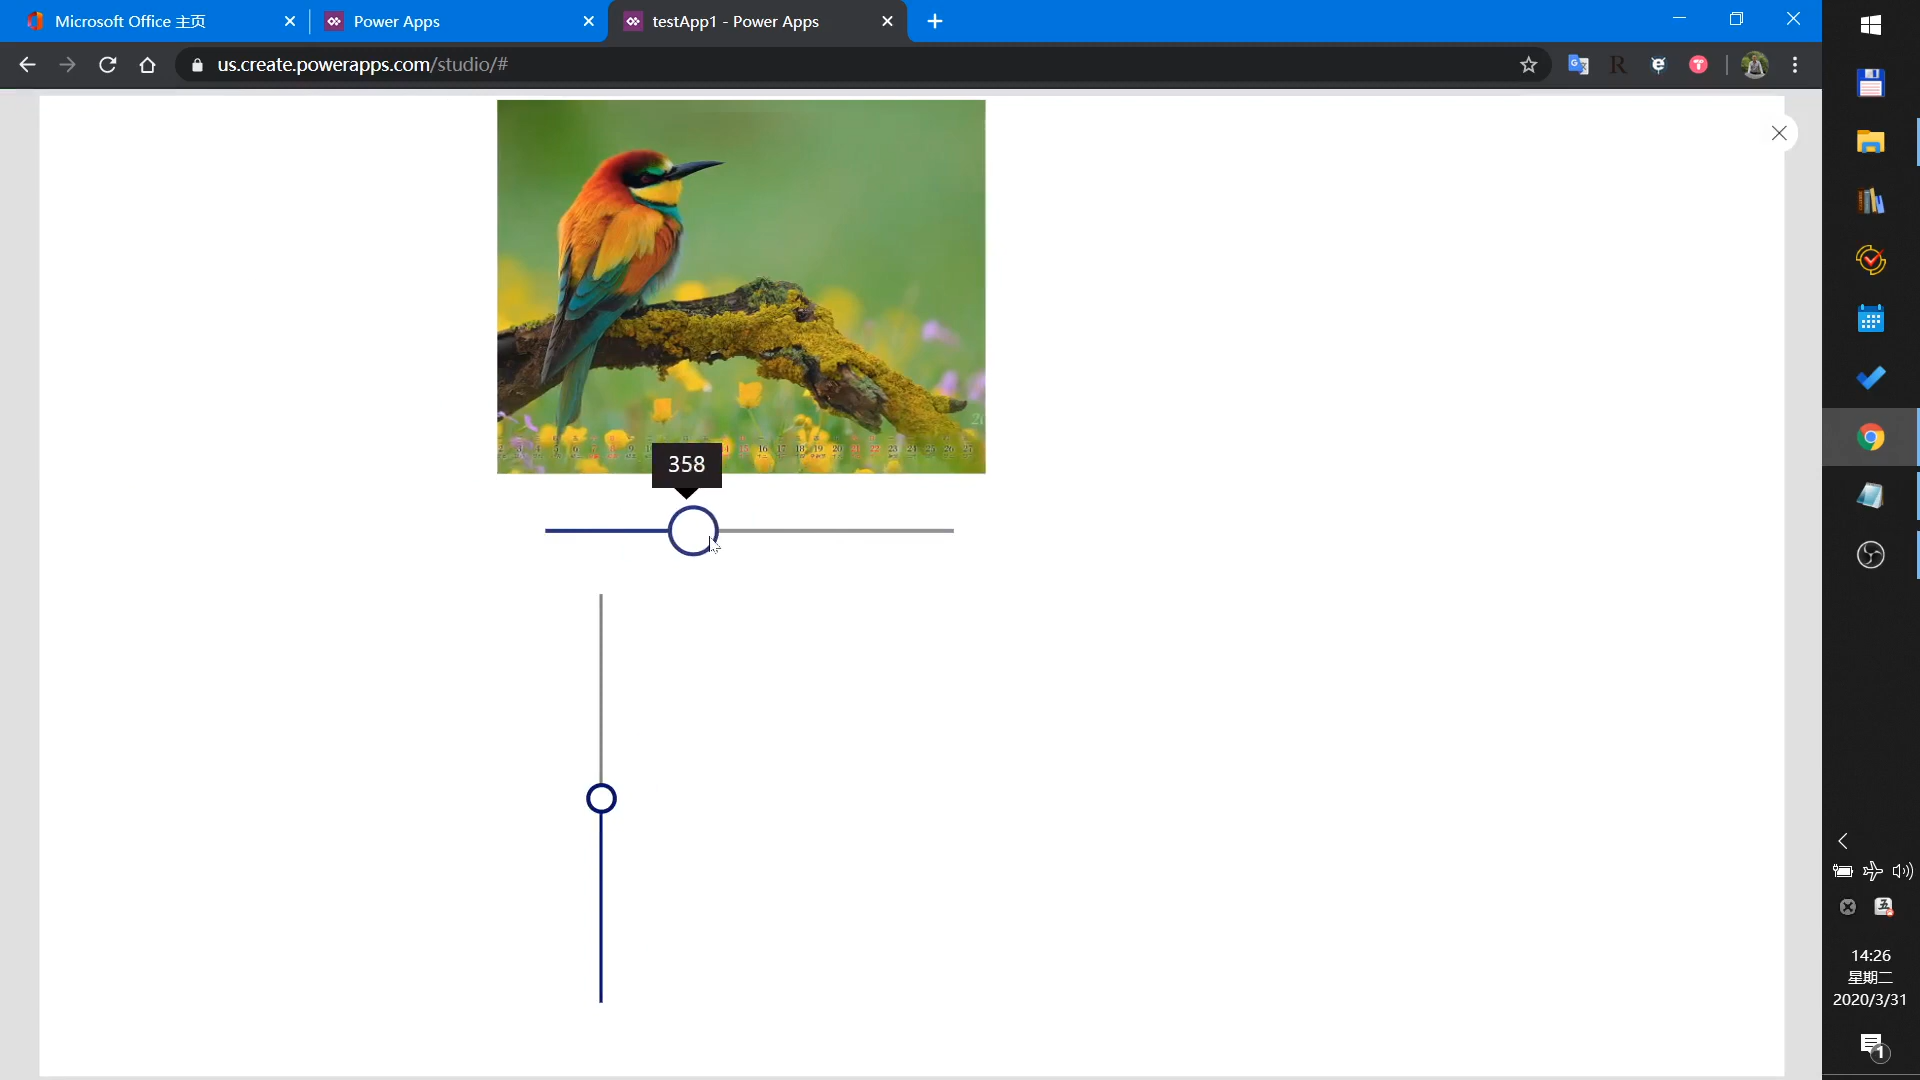 Microsoft Office 主页
Power Apps
testApp1 - Power Apps
us.create.powerapps.com/studio/#
358
14:26
星期二
2020/3/31
1